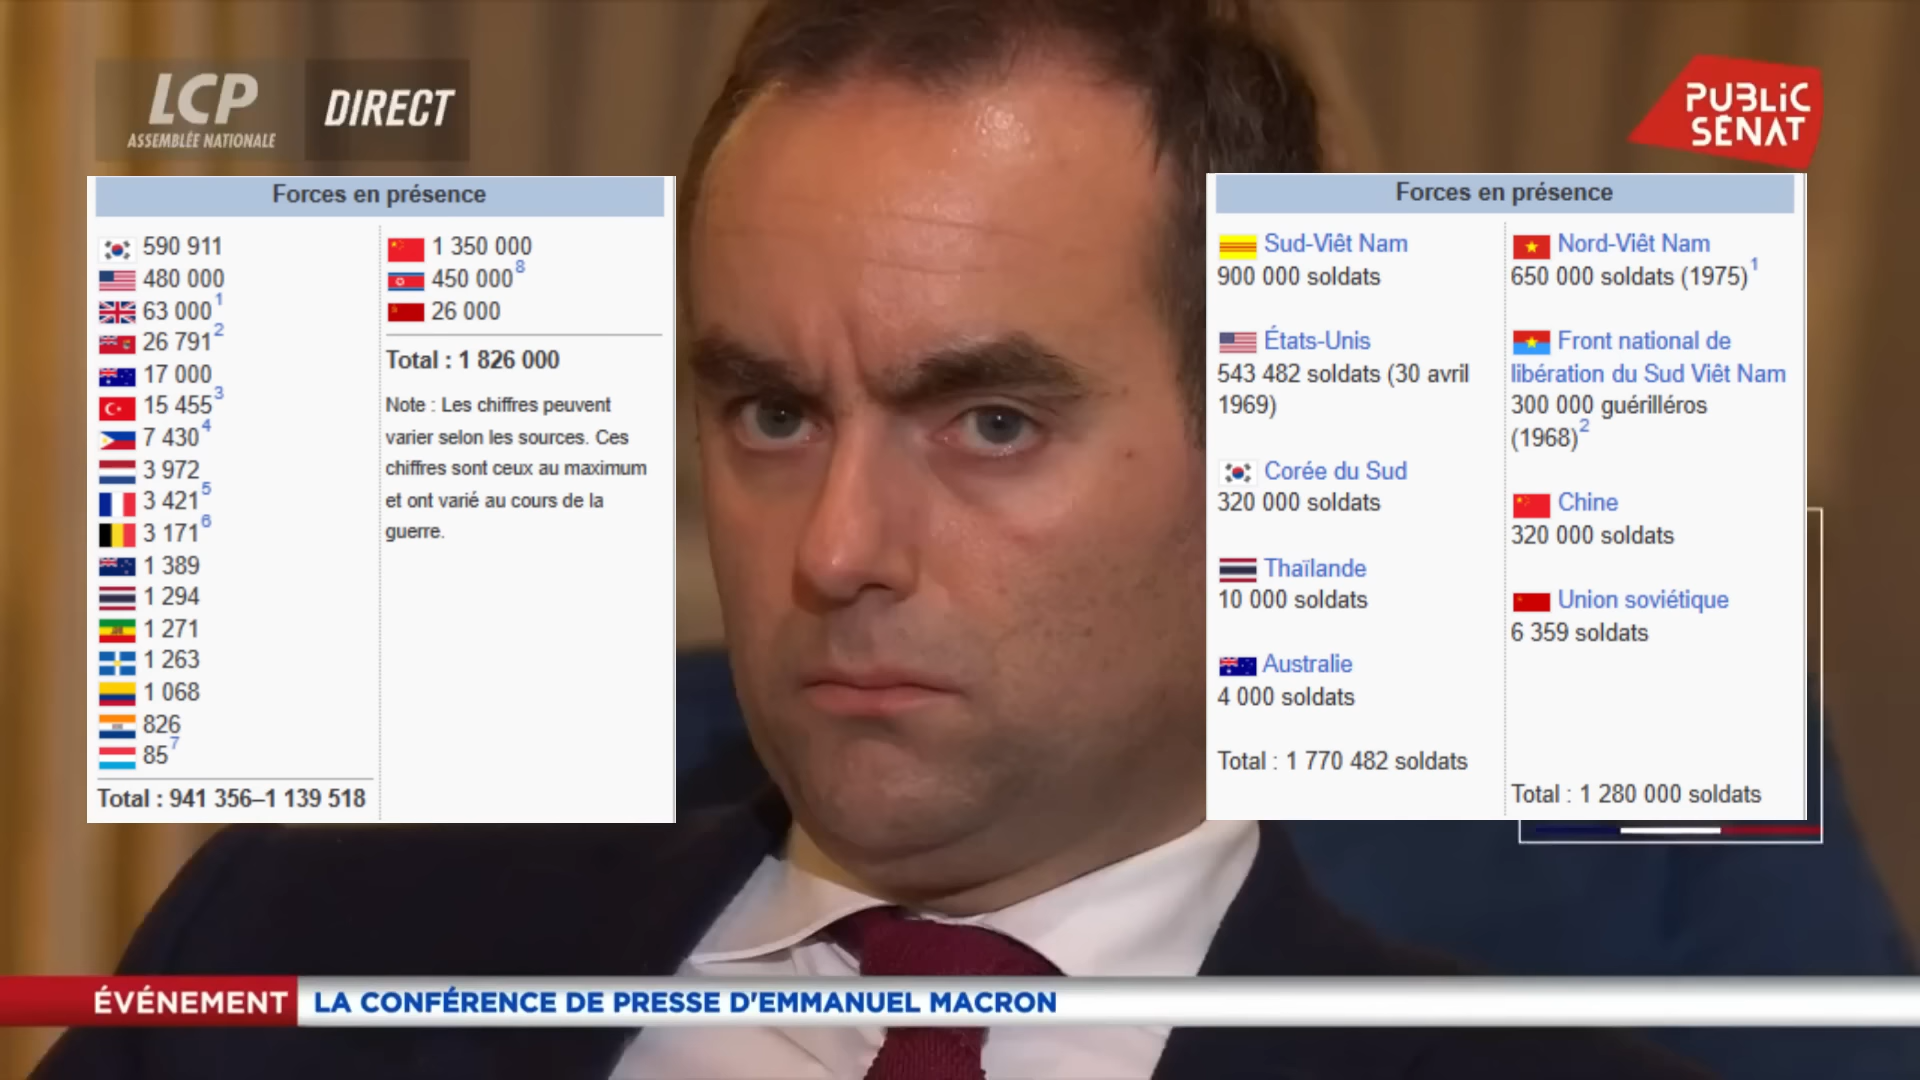 LCP
ASSEMBLÉE NATIONALE
DIRECT
PUBLIC
SÉNAT
Forces en présence
590 911
480 000
63 000 1
26 791 2
17 000
15 455 3
7 430 4
3 972
3 421 5
3 171 6
1 389
1 294
1 271
1 263
1 068
826
85 7
Total : 941 356–1 139 518
1 350 000
450 000 8
26 000
Total : 1 826 000
Note : Les chiffres peuvent
varier selon les sources. Ces
chiffres sont ceux au maximum
et ont varié au cours de la
guerre.
Forces en présence
Sud-Viêt Nam
900 000 soldats
États-Unis
543 482 soldats (30 avril
1969)
Corée du Sud
320 000 soldats
Thaïlande
10 000 soldats
Australie
4 000 soldats
Total : 1 770 482 soldats
Nord-Viêt Nam
650 000 soldats (1975) 1
Front national de
libération du Sud Viêt Nam
300 000 guérilléros
(1968) 2
Chine
320 000 soldats
Union soviétique
6 359 soldats
Total : 1 280 000 soldats
ÉVÉNEMENT
LA CONFÉRENCE DE PRESSE D'EMMANUEL MACRON